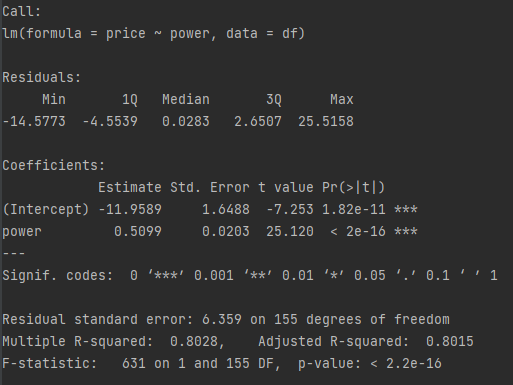 Call:
lm(formula = price ~ power, data = df)
Residuals:
     Min       1Q   Median       3Q      Max
-14.5773  -4.5539   0.0283   2.6507  25.5158
Coefficients:
            Estimate Std. Error t value Pr(>|t|)
(Intercept) -11.9589     1.6488  -7.253 1.82e-11 ***
power         0.5099     0.0203  25.120  < 2e-16 ***
---
Signif. codes:  0 ‘***’ 0.001 ‘**’ 0.01 ‘*’ 0.05 ‘.’ 0.1 ‘ ’ 1
Residual standard error: 6.359 on 155 degrees of freedom
Multiple R-squared:  0.8028,    Adjusted R-squared:  0.8015
F-statistic:   631 on 1 and 155 DF,  p-value: < 2.2e-16